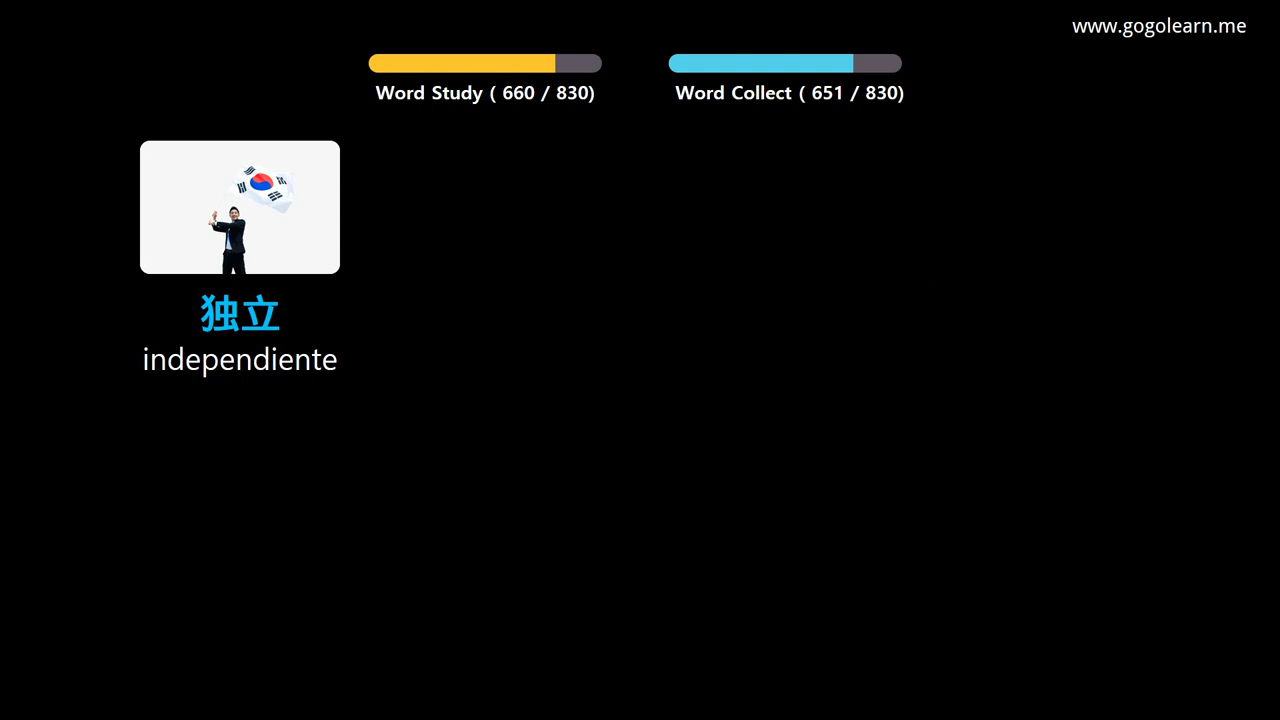 www.gogolearn.me
Word Study ( 660 / 830)
Word Collect ( 651 / 830)
独立
independiente